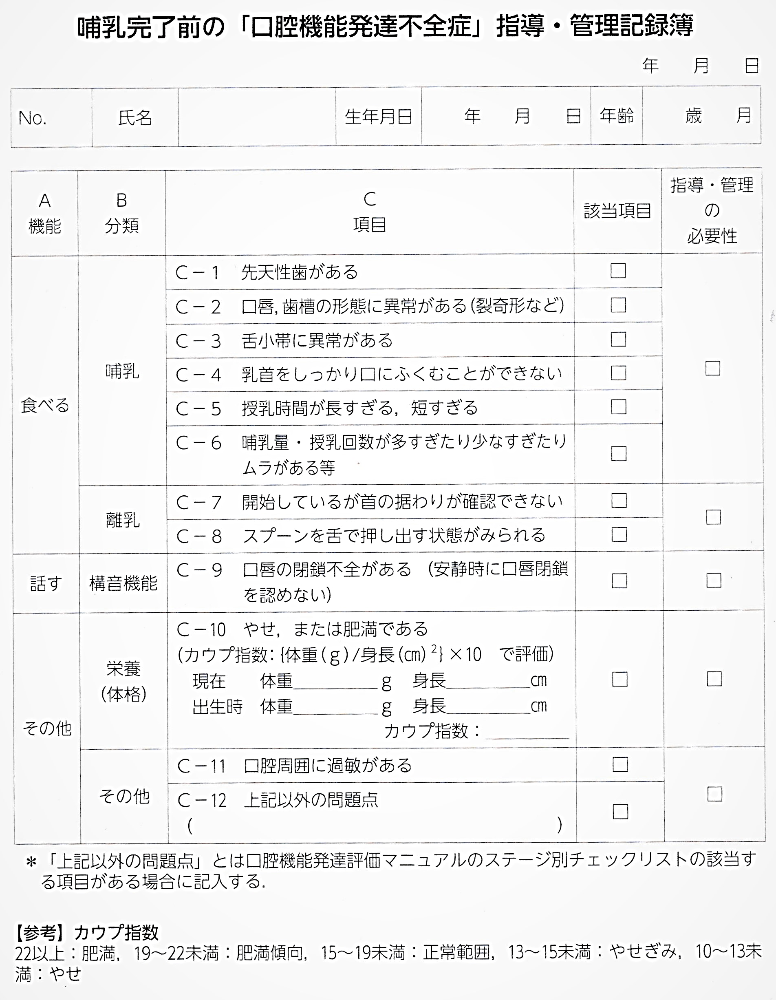 哺乳完了前の「口腔機能発達不全症」指導・管理記録簿
年　月　日
No.　氏名　生年月日　年　月　日　年齢　歳　月
A
機能
B
分類
C
項目
該当項目
指導・管理
の
必要性
食べる
哺乳
C－1　先天性歯がある　□
C－2　口唇，歯槽の形態に異常がある(裂奇形など)　□
C－3　舌小帯に異常がある　□
C－4　乳首をしっかり口にふくむことができない　□
C－5　授乳時間が長すぎる，短すぎる　□
C－6　哺乳量・授乳回数が多すぎたり少なすぎたり
ムラがある等　□
□
離乳
C－7　開始しているが首の据わりが確認できない　□
C－8　スプーンを舌で押し出す状態がみられる　□
□
話す
構音機能
C－9　口唇の閉鎖不全がある　(安静時に口唇閉鎖
を認めない)　□
□
その他
栄養
(体格)
C－10　やせ，または肥満である
(カウプ指数：{体重(g)/身長(㎝)²}×10　で評価)
現在　体重＿＿＿＿＿g　身長＿＿＿＿＿㎝
出生時　体重＿＿＿＿＿g　身長＿＿＿＿＿㎝
カウプ指数：＿＿＿＿＿
□
□
その他
C－11　口腔周囲に過敏がある　□
C－12　上記以外の問題点
(　　　　　)　□
□
＊「上記以外の問題点」とは口腔機能発達評価マニュアルのステージ別チェックリストの該当す
る項目がある場合に記入する．
【参考】カウプ指数
22以上：肥満，19～22未満：肥満傾向，15～19未満：正常範囲，13～15未満：やせぎみ，10～13未
満：やせ